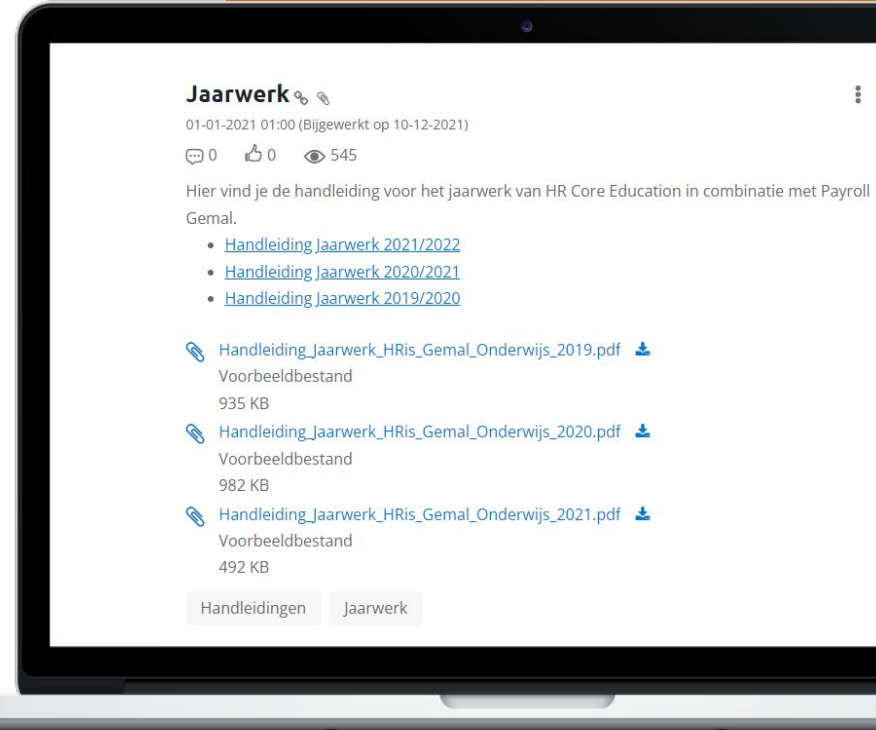 Jaarwerk
01-01-2021 01:00 (Bijgewerkt op 10-12-2021)
0 0 545
Hier vind je de handleiding voor het jaarwerk van HR Core Education in combinatie met Payroll
Gemal.
• Handleiding Jaarwerk 2021/2022
• Handleiding Jaarwerk 2020/2021
• Handleiding Jaarwerk 2019/2020
Handleiding_Jaarwerk_HRis_Gemal_Onderwijs_2019.pdf
Voorbeeldbestand
935 KB
Handleiding_Jaarwerk_HRis_Gemal_Onderwijs_2020.pdf
Voorbeeldbestand
982 KB
Handleiding_Jaarwerk_HRis_Gemal_Onderwijs_2021.pdf
Voorbeeldbestand
492 KB
Handleidingen Jaarwerk